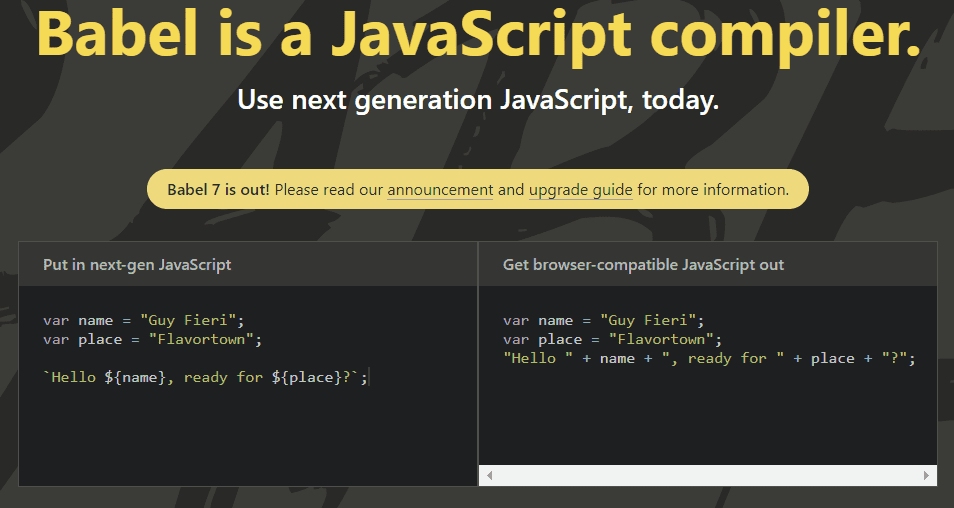 Babel is a JavaScript compiler.
Use next generation JavaScript, today.
Babel 7 is out! Please read our announcement and upgrade guide for more information.
Put in next-gen JavaScript
var name = "Guy Fieri";
var place = "Flavortown";
`Hello ${name}, ready for ${place}?`;
Get browser-compatible JavaScript out
var name = "Guy Fieri";
var place = "Flavortown";
"Hello " + name + ", ready for " + place + "?";